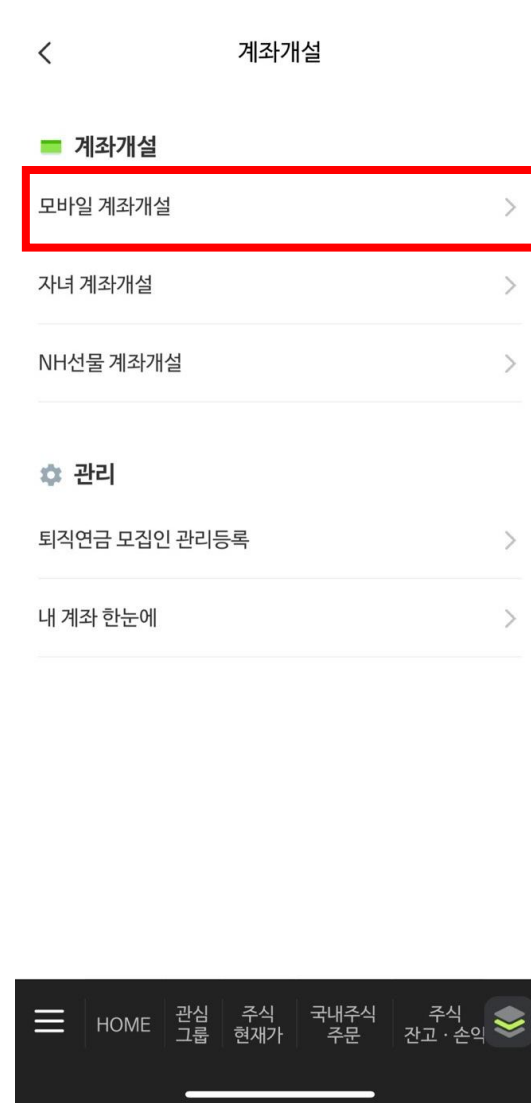 계좌개설
계좌개설
모바일 계좌개설
자녀 계좌개설
NH선물 계좌개설
관리
퇴직연금 모집인 관리등록
내 계좌 한눈에
HOME
관심
그룹
주식
현재가
국내주식
주문
주식
잔고 · 손익